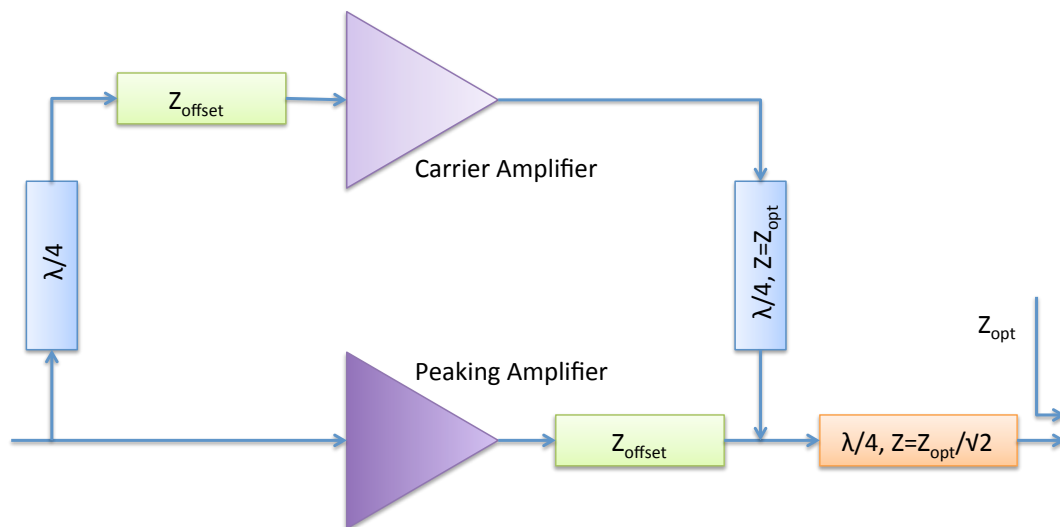 Z_offset
Carrier Amplifier
λ/4
λ/4, Z=Z_opt
Z_opt
Peaking Amplifier
Z_offset
λ/4, Z=Z_opt/√2